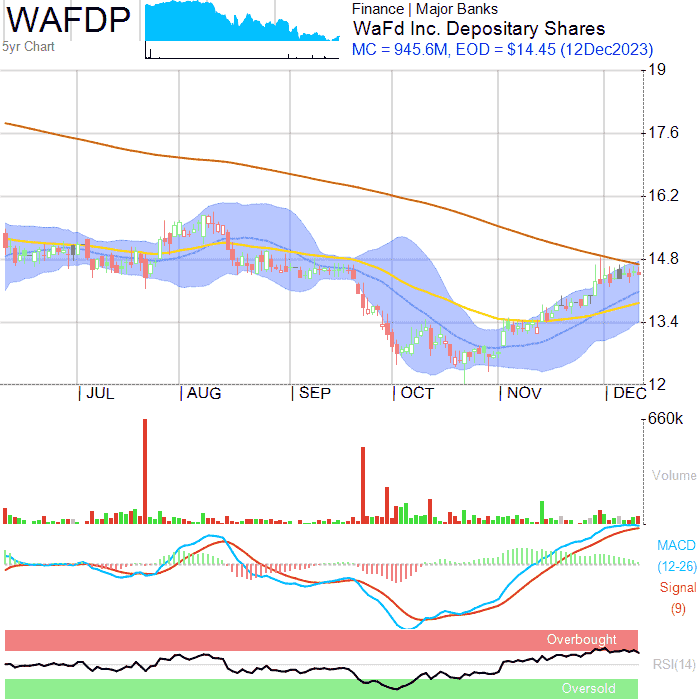 WAFDP
5yr Chart
Finance | Major Banks
WaFd Inc. Depositary Shares
MC = 945.6M, EOD = $14.45 (12Dec2023)
19
17.6
16.2
14.8
13.4
12
| JUL | AUG | SEP | OCT | NOV | DEC
660k
Volume
MACD
(12-26)
Signal
(9)
Overbought
RSI(14)
Oversold